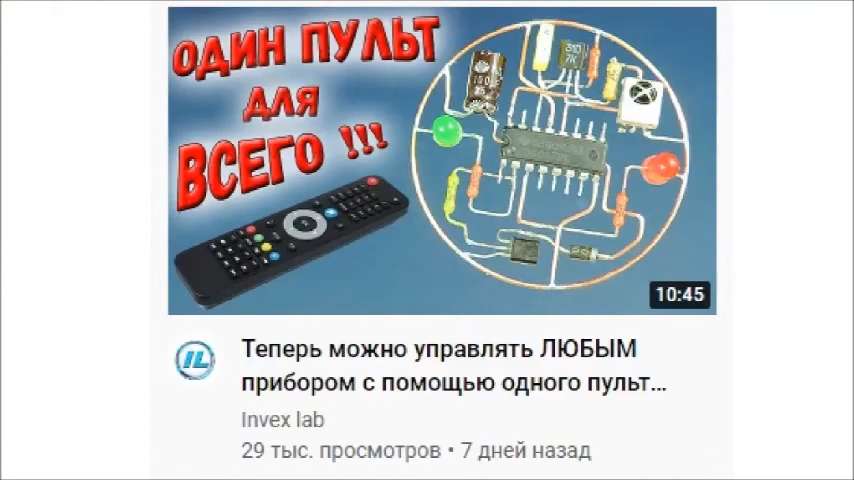 ОДИН ПУЛЬТ
ДЛЯ
ВСЕГО !!!
10:45
IL
Теперь можно управлять ЛЮБЫМ
прибором с помощью одного пульт...
Invex lab
29 тыс. просмотров • 7 дней назад